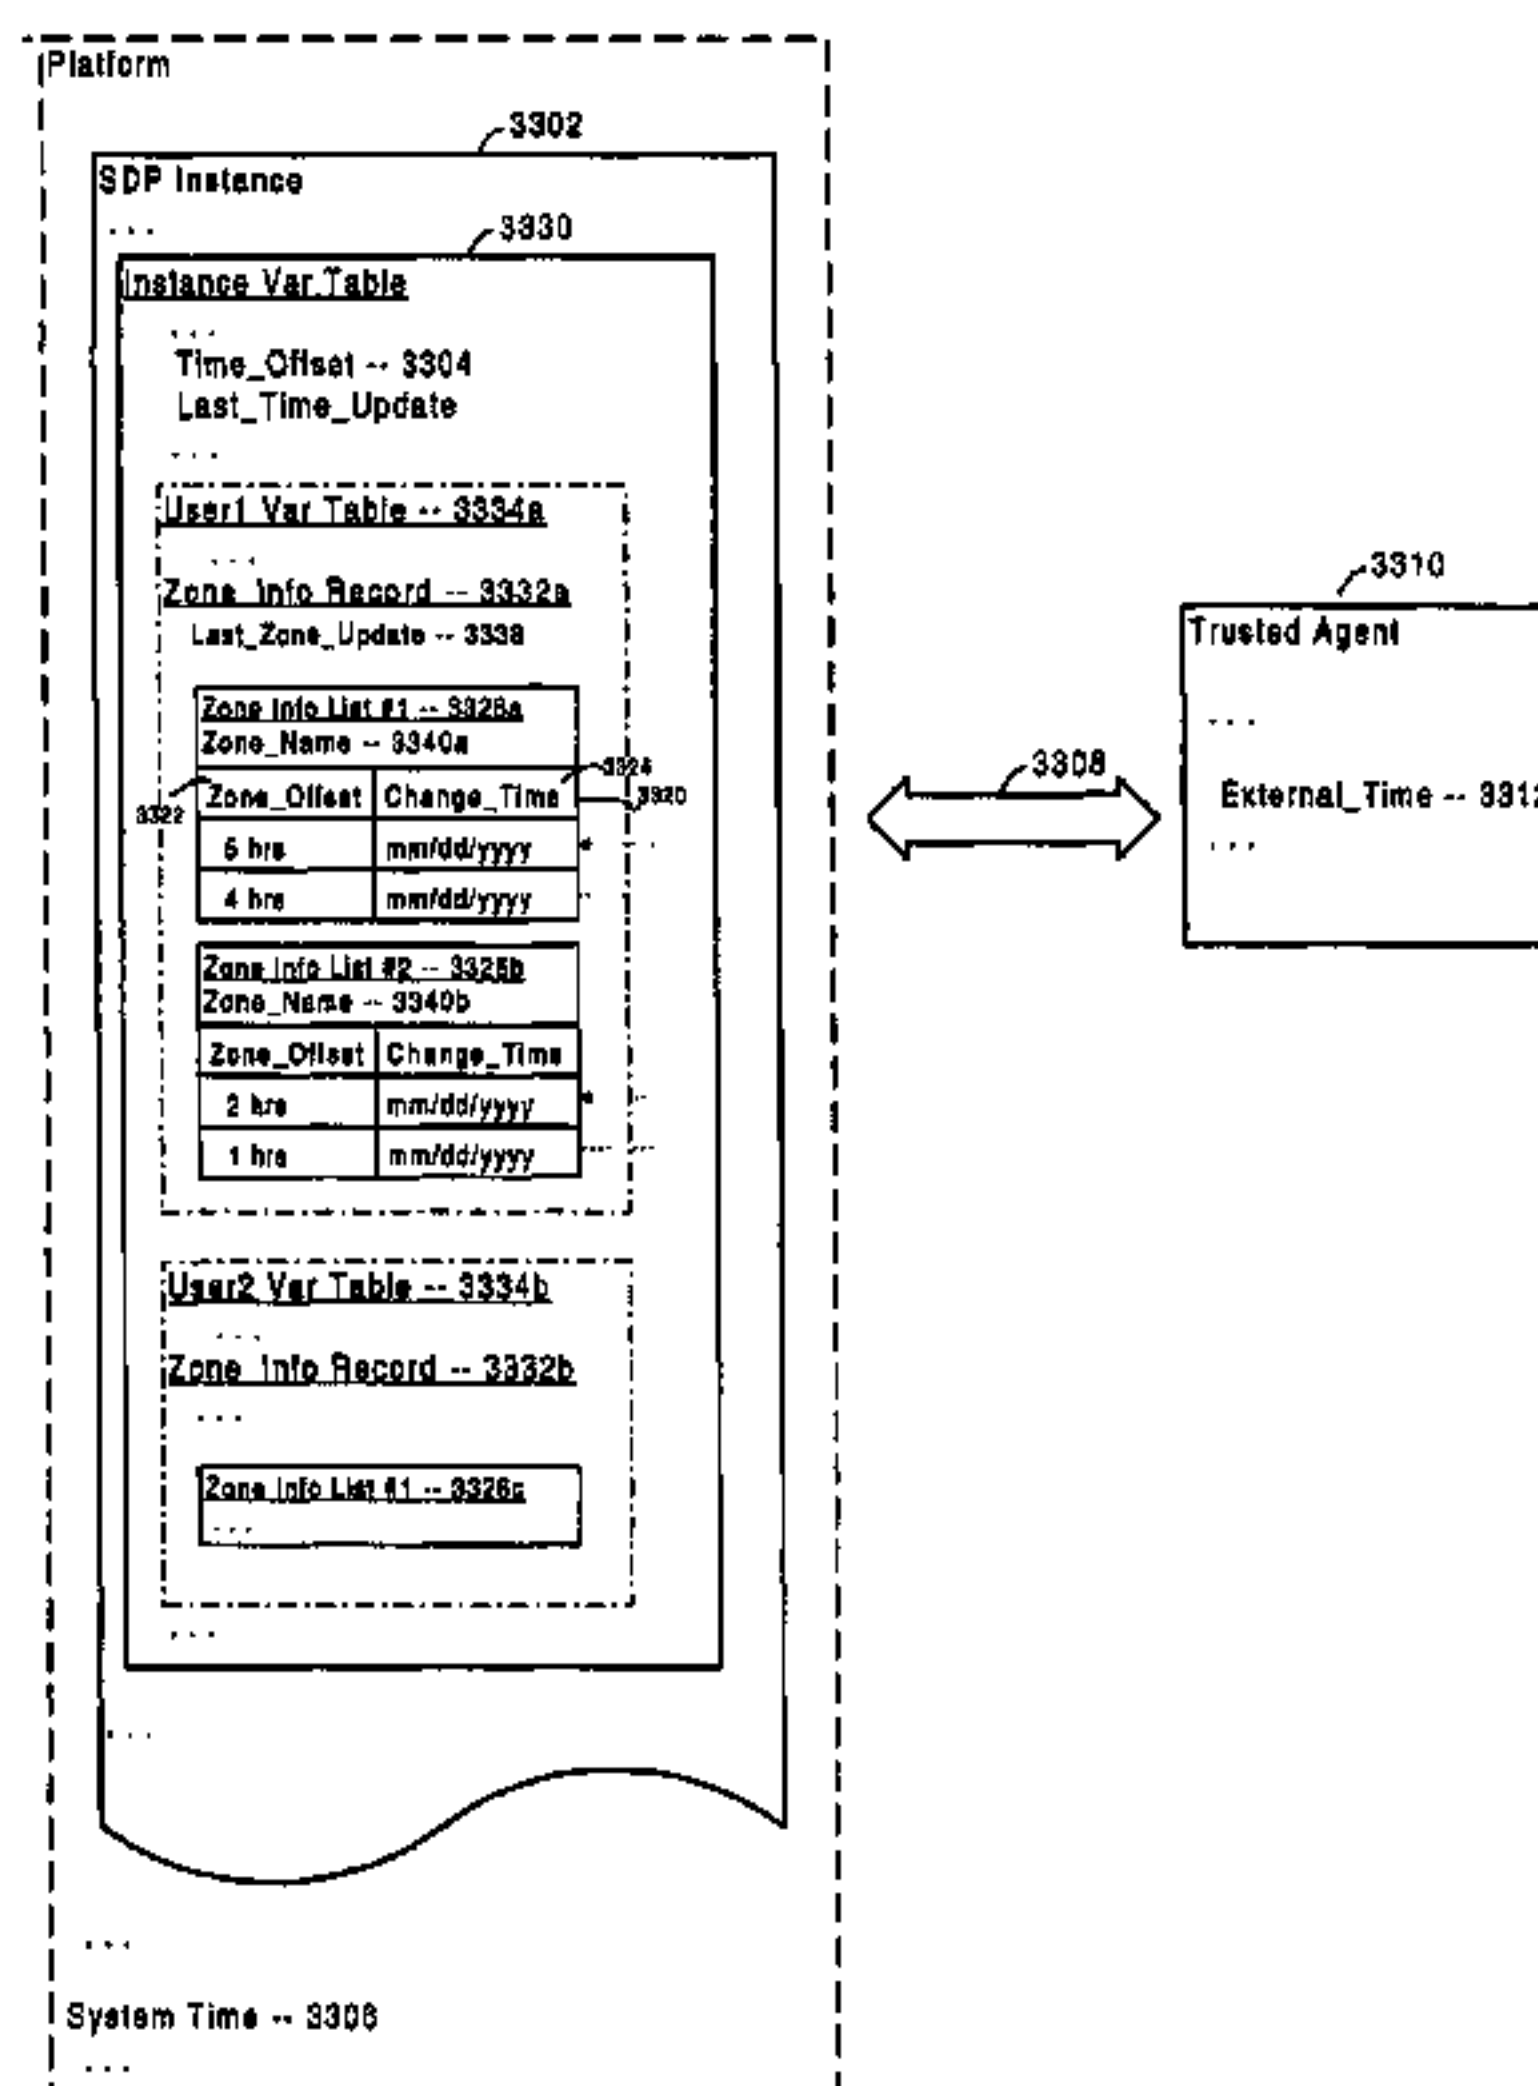 Platform
3302
SDP Instance
...
3330
Instance Var.Table
...
Time_Offset -- 3304
Last_Time_Update
...
User1 Var Table -- 3334a
...
Zone_Info Record -- 3332a
Last_Zone_Update -- 3338
Zone Info List #1 -- 3326a
Zone_Name -- 3340a
3324
3320
3322
Zone_Offset Change_Time
5 hrs mm/dd/yyyy
4 hrs mm/dd/yyyy
Zone Info List #2 -- 3326b
Zone_Name -- 3340b
Zone_Offset Change_Time
2 hrs mm/dd/yyyy
1 hrs mm/dd/yyyy
User2 Var Table -- 3334b
...
Zone_Info Record -- 3332b
...
Zone Info List #1 -- 3326c
...
...
...
...
System Time -- 3306
...
3308
3310
Trusted Agent
...
External_Time --
...